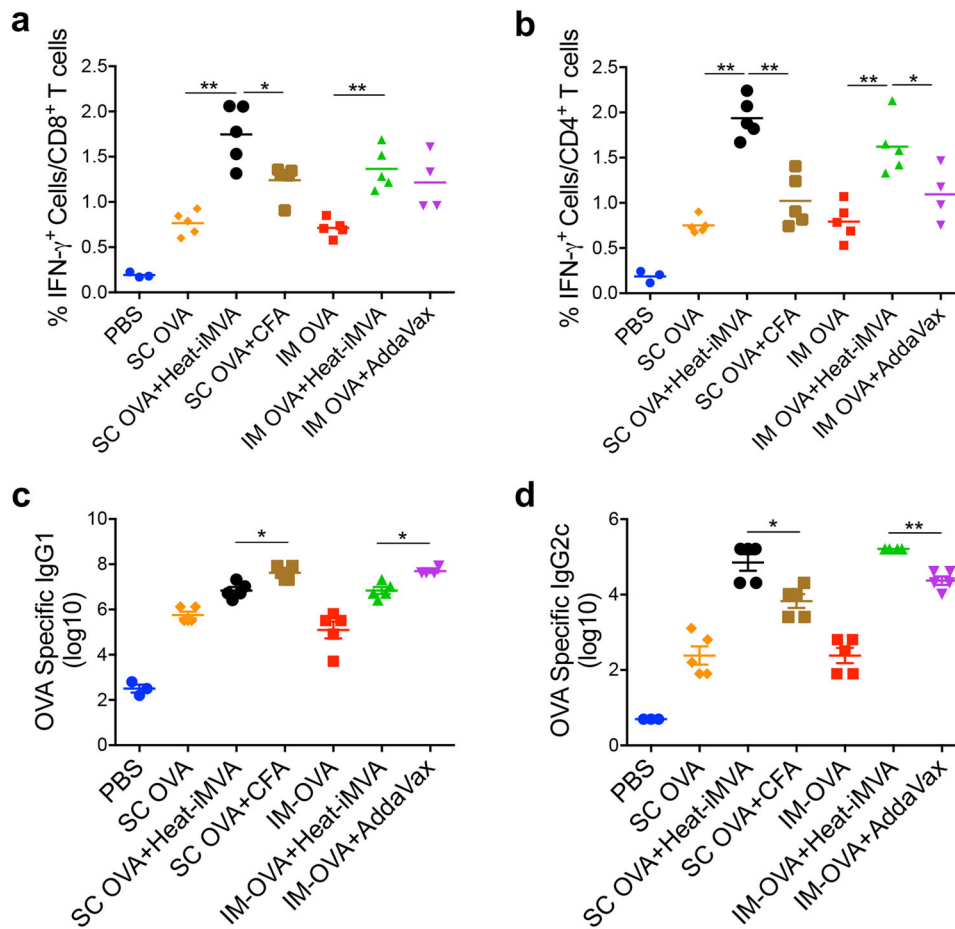 a
% IFN-γ+ Cells/CD8+ T cells
2.5
2.0
1.5
1.0
0.5
0.0
** * **
PBS
SC OVA
SC OVA+Heat-iMVA
SC OVA+CFA
IM OVA
IM OVA+Heat-iMVA
IM OVA+AddaVax
b
% IFN-γ+ Cells/CD4+ T cells
2.5
2.0
1.5
1.0
0.5
0.0
** ** ** *
PBS
SC OVA
SC OVA+Heat-iMVA
SC OVA+CFA
IM OVA
IM OVA+Heat-iMVA
IM OVA+AddaVax
c
OVA Specific IgG1
(log10)
10
8
6
4
2
0
* *
PBS
SC OVA
SC OVA+Heat-iMVA
SC OVA+CFA
IM-OVA
IM-OVA+Heat-iMVA
IM-OVA+AddaVax
d
OVA Specific IgG2c
(log10)
6
4
2
0
* **
PBS
SC OVA
SC OVA+Heat-iMVA
SC OVA+CFA
IM-OVA
IM-OVA+Heat-iMVA
IM-OVA+AddaVax